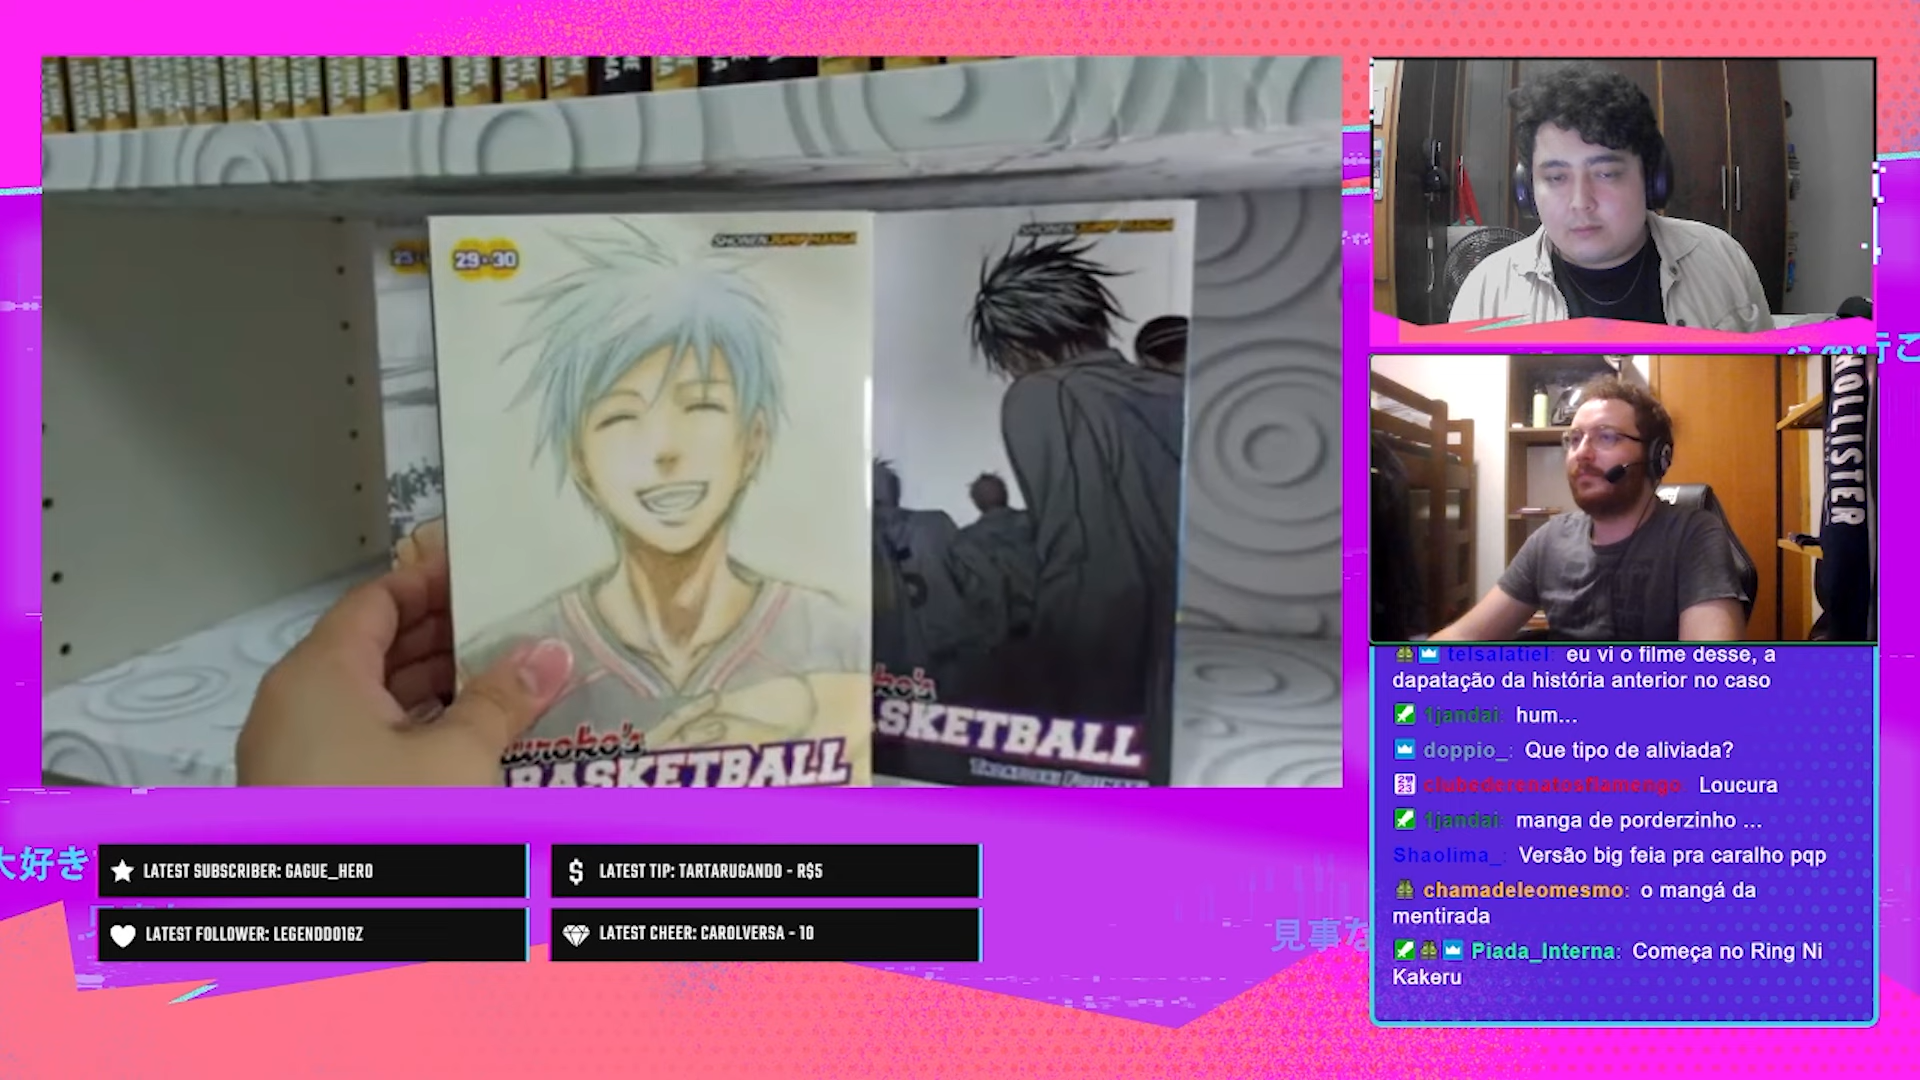 SHONEN JUMP MANGA
SHONEN JUMP MANGA
29•30
Kuroko's
BASKETBALL
BASKETBALL
HOLLISTER
telsalatiel: eu vi o filme desse, a
dapatação da história anterior no caso
1jandai: hum...
doppio_: Que tipo de aliviada?
clubederenatosflamengo: Loucura
1jandai: manga de porderzinho ...
Shaolima_: Versão big feia pra caralho pqp
chamadeleomesmo: o mangá da
mentirada
Piada_Interna: Começa no Ring Ni
Kakeru
大好き
LATEST SUBSCRIBER: GAGUE_HERO
LATEST TIP: TARTARUGANDO - R$5
LATEST FOLLOWER: LEGENDD016Z
LATEST CHEER: CAROLVERSA - 10
見事な